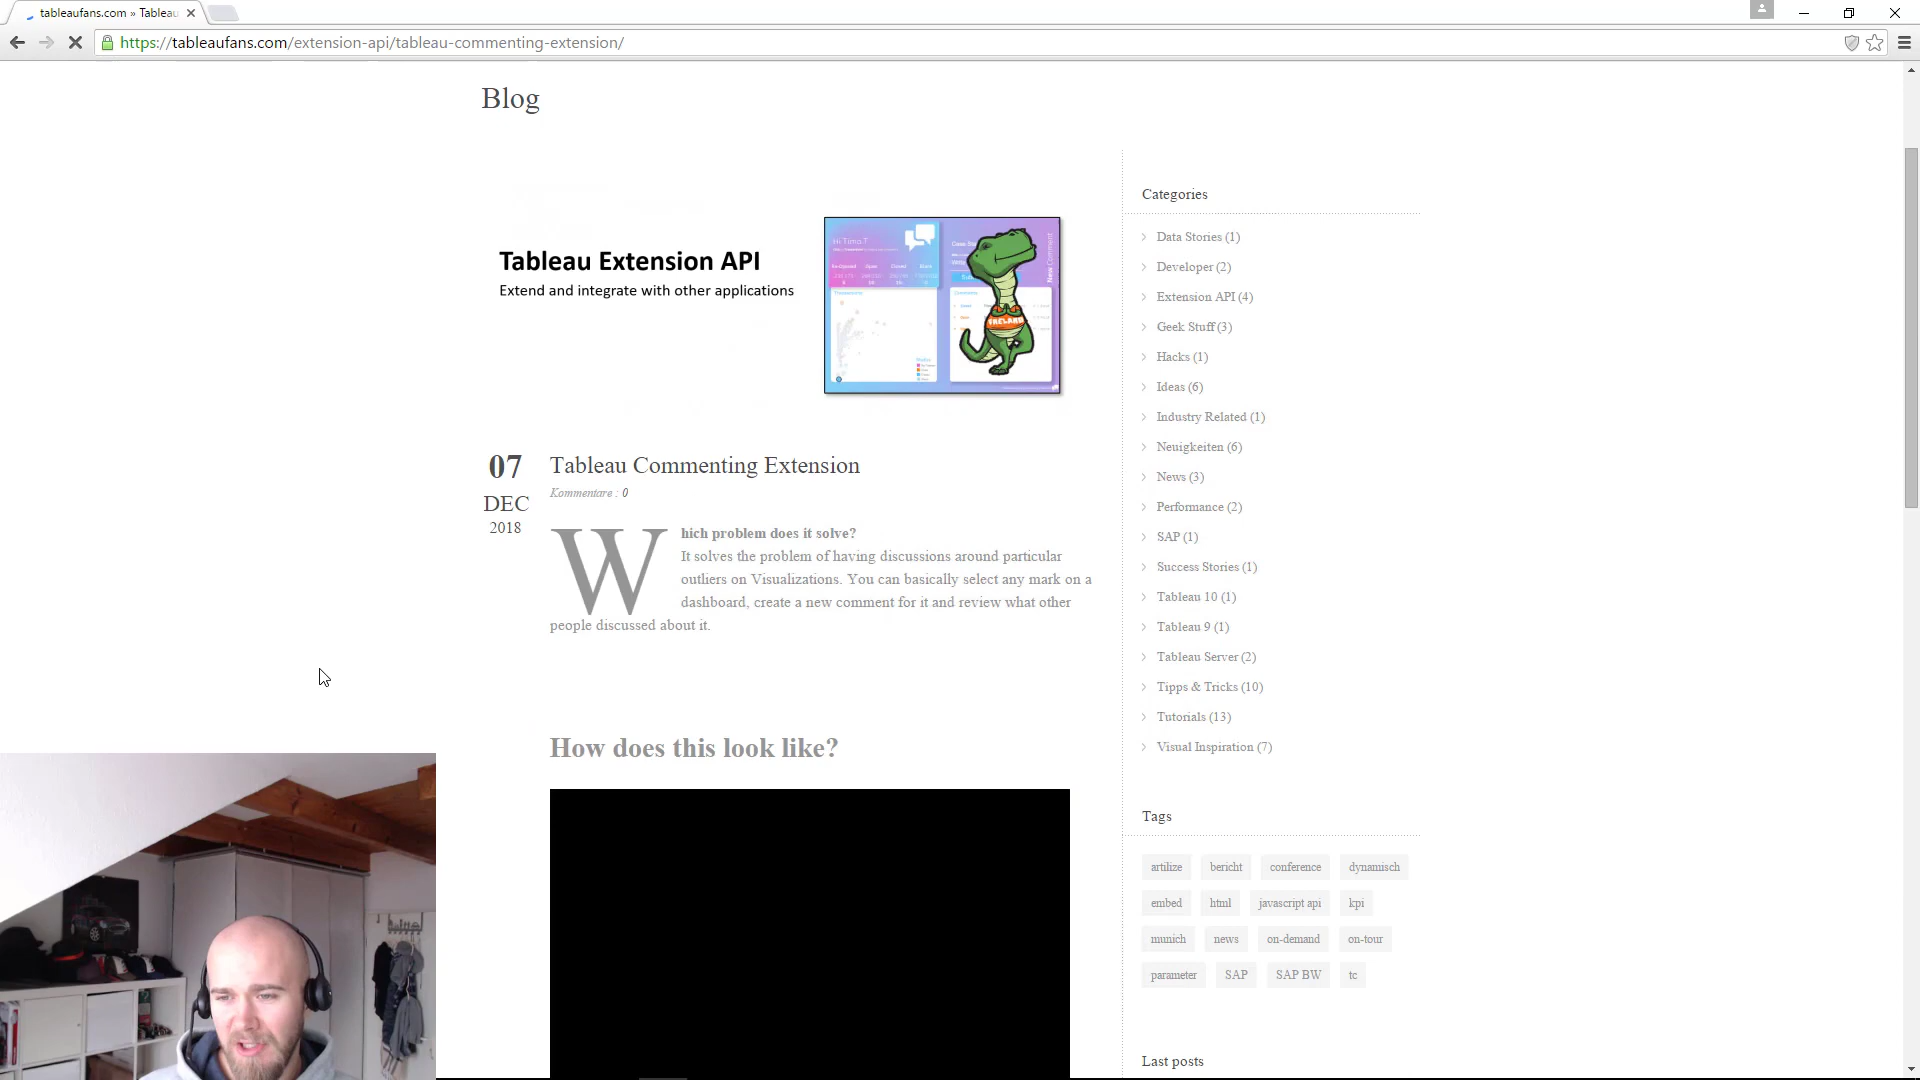 tableaufans.com » Tableau
https://tableaufans.com/extension-api/tableau-commenting-extension/
Blog
Tableau Extension API
Extend and integrate with other applications
Hi Timo T
New Comment
IRELAND
07
DEC
2018
Tableau Commenting Extension
Kommentare : 0
Which problem does it solve?
It solves the problem of having discussions around particular
outliers on Visualizations. You can basically select any mark on a
dashboard, create a new comment for it and review what other
people discussed about it.
How does this look like?
Categories
Data Stories (1)
Developer (2)
Extension API (4)
Geek Stuff (3)
Hacks (1)
Ideas (6)
Industry Related (1)
Neuigkeiten (6)
News (3)
Performance (2)
SAP (1)
Success Stories (1)
Tableau 10 (1)
Tableau 9 (1)
Tableau Server (2)
Tipps & Tricks (10)
Tutorials (13)
Visual Inspiration (7)
Tags
artilize bericht conference dynamisch
embed html javascript api kpi
munich news on-demand on-tour
parameter SAP SAP BW tc
Last posts